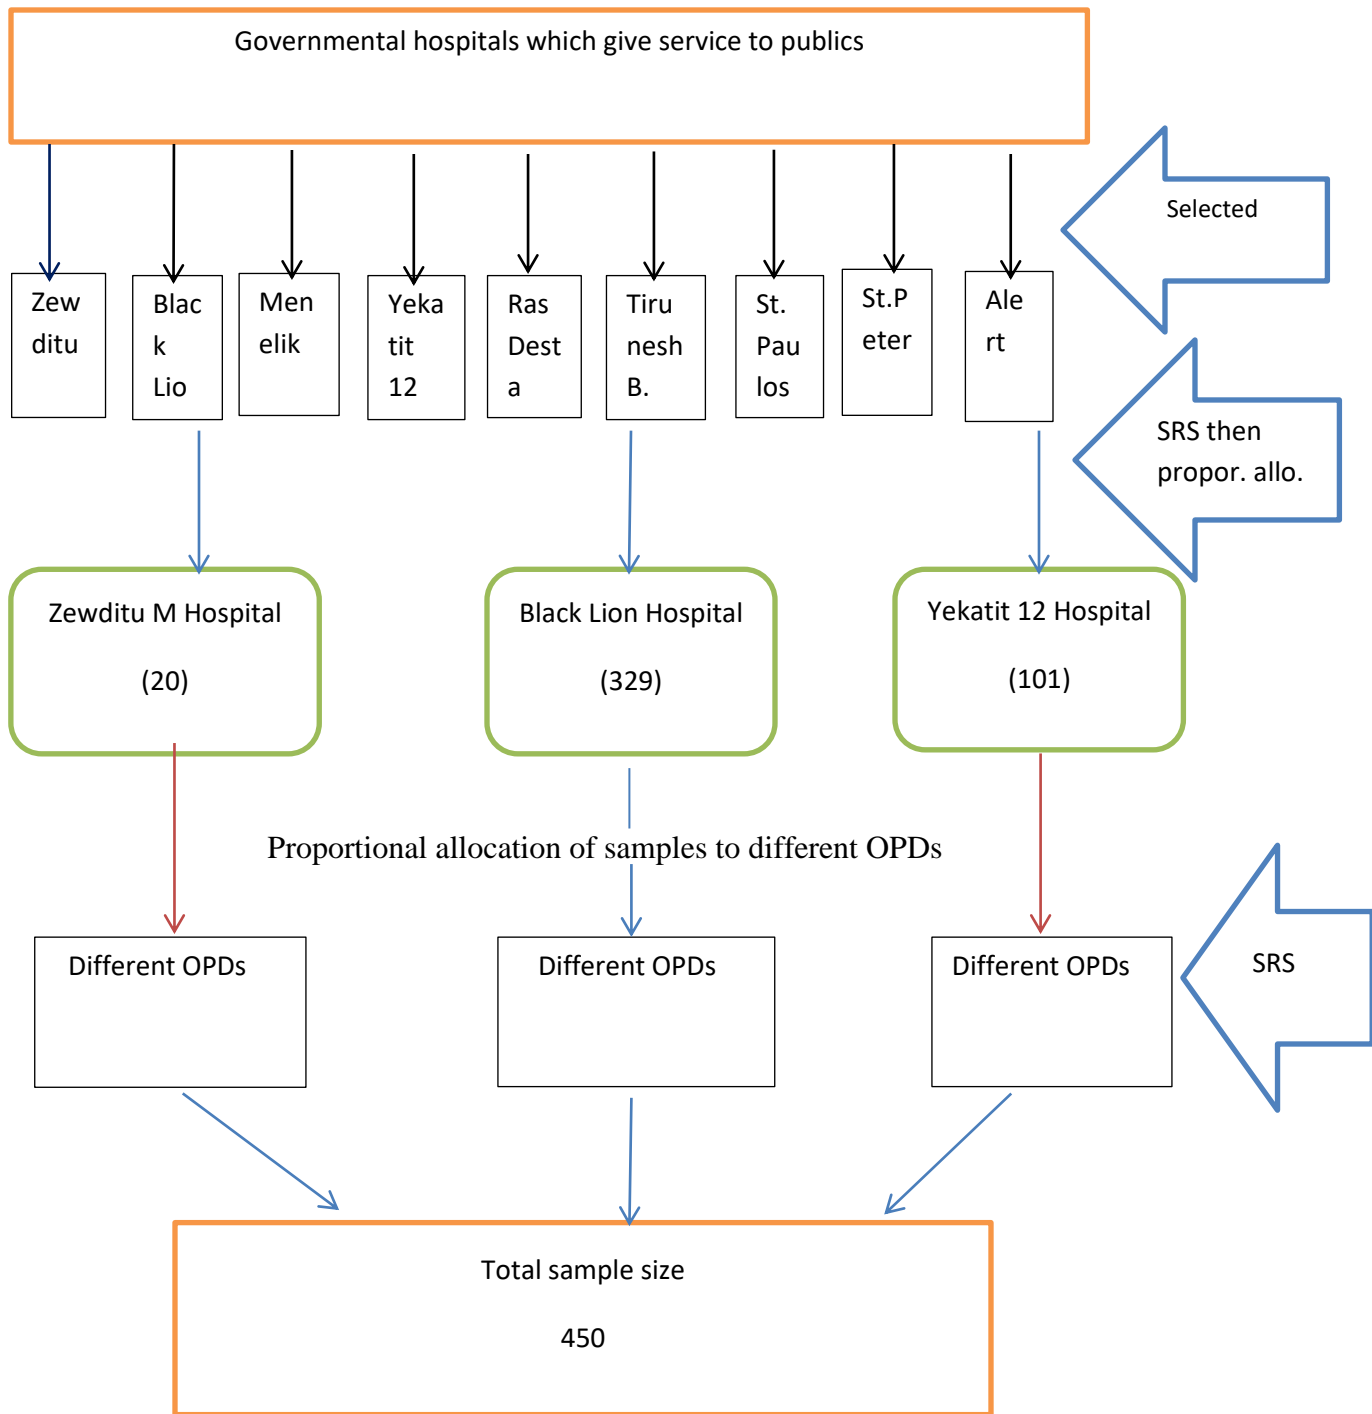 Governmental hospitals which give service to publics
Selected
Zew
ditu
Blac
k
Lio
Men
elik
Yeka
tit
12
Ras
Dest
a
Tiru
nesh
B.
St.
Pau
los
St.P
eter
Ale
rt
SRS then
propor. allo.
Zewditu M Hospital
(20)
Black Lion Hospital
(329)
Yekatit 12 Hospital
(101)
Proportional allocation of samples to different OPDs
Different OPDs
Different OPDs
Different OPDs
SRS
Total sample size
450